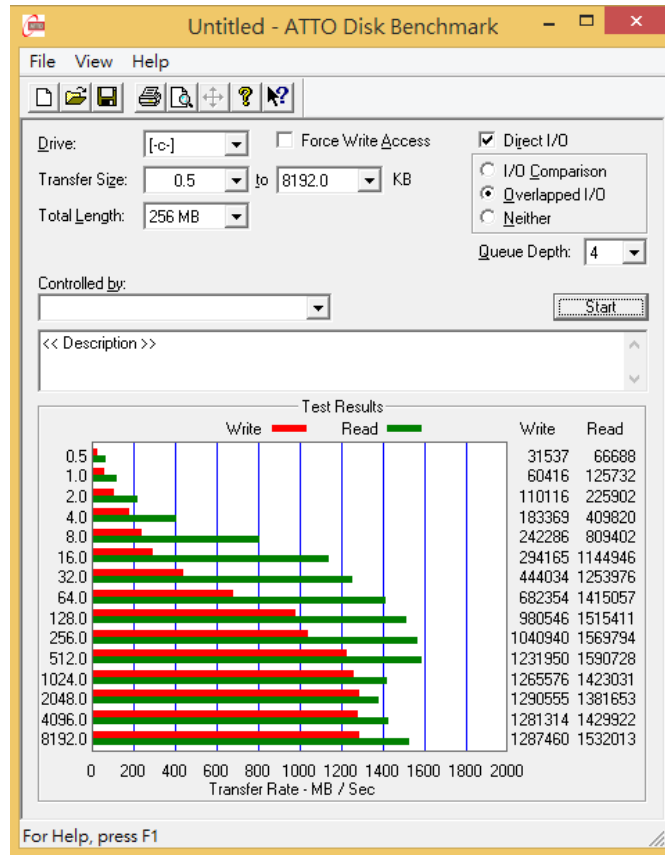 Untitled - ATTO Disk Benchmark
File View Help
Drive: [-c-] Force Write Access Direct I/O
Transfer Size: 0.5 to 8192.0 KB
I/O Comparison
Overlapped I/O
Total Length: 256 MB
Neither
Queue Depth: 4
Controlled by:
Start
<< Description >>
Test Results
Write Read Write Read
0.5 31537 66688
1.0 60416 125732
2.0 110116 225902
4.0 183369 409820
8.0 242286 809402
16.0 294165 1144946
32.0 444034 1253976
64.0 682354 1415057
128.0 980546 1515411
256.0 1040940 1569794
512.0 1231950 1590728
1024.0 1265576 1423031
2048.0 1290555 1381653
4096.0 1281314 1429922
8192.0 1287460 1532013
0 200 400 600 800 1000 1200 1400 1600 1800 2000
Transfer Rate - MB / Sec
For Help, press F1